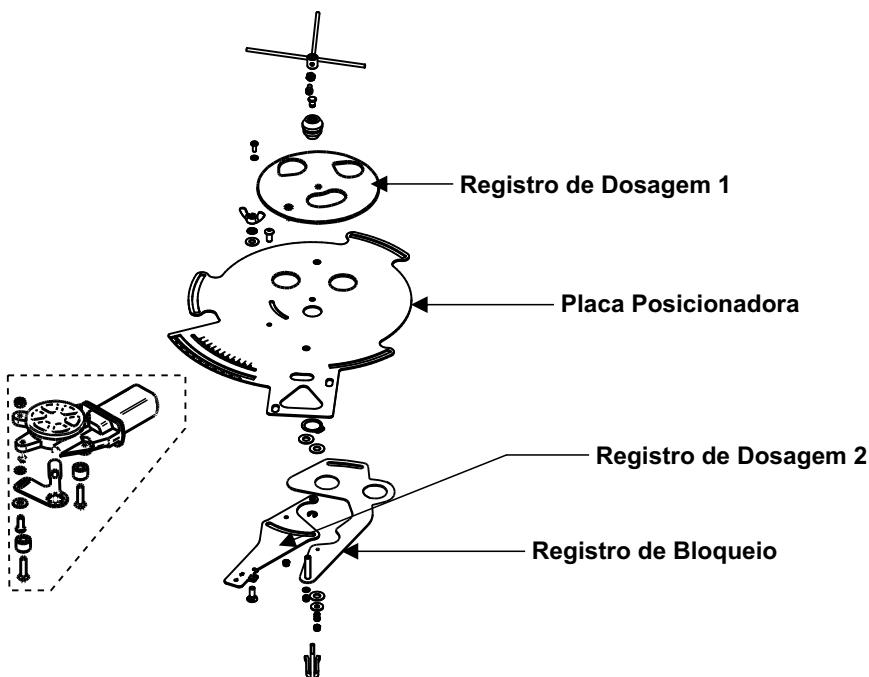 Registro de Dosagem 1
Placa Posicionadora
Registro de Dosagem 2
Registro de Bloqueio